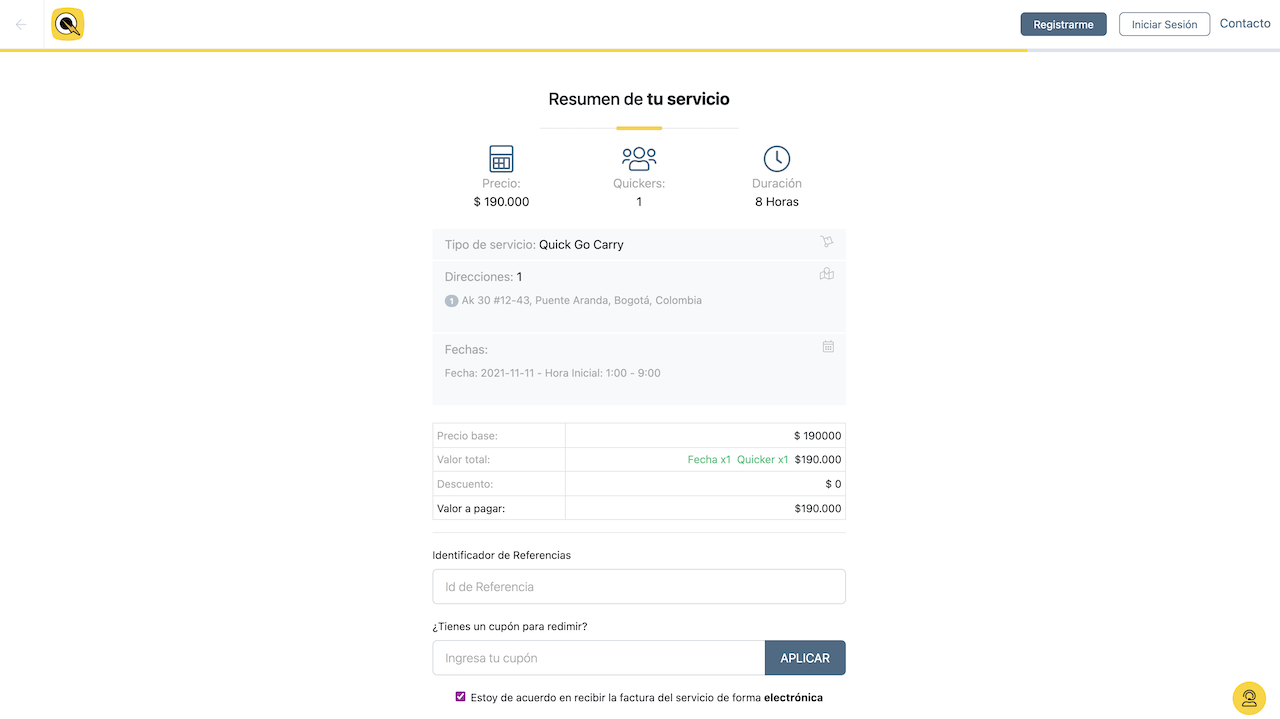 Registrarme
Iniciar Sesión
Contacto
Resumen de tu servicio
Precio:
$ 190.000
Quickers:
1
Duración
8 Horas
Tipo de servicio: Quick Go Carry
Direcciones: 1
1 Ak 30 #12-43, Puente Aranda, Bogotá, Colombia
Fechas:
Fecha: 2021-11-11 - Hora Inicial: 1:00 - 9:00
Precio base: $ 190000
Valor total: Fecha x1 Quicker x1 $190.000
Descuento: $ 0
Valor a pagar: $190.000
Identificador de Referencias
Id de Referencia
¿Tienes un cupón para redimir?
Ingresa tu cupón APLICAR
Estoy de acuerdo en recibir la factura del servicio de forma electrónica